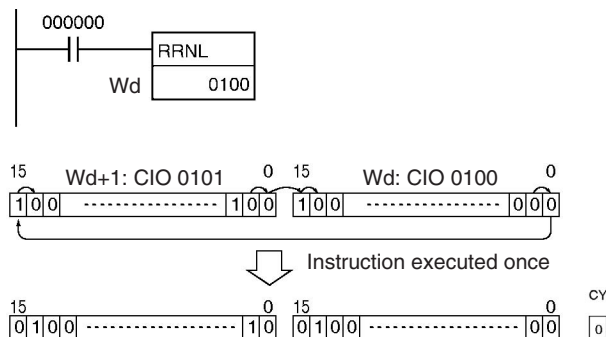 000000
RRNL
Wd 0100
15 Wd+1: CIO 0101 0 15 Wd: CIO 0100 0
1 0 0 1 0 0 1 0 0 0 0 0
Instruction executed once
15 0 15 0 CY
0 1 0 0 1 0 0 1 0 0 0 0 0